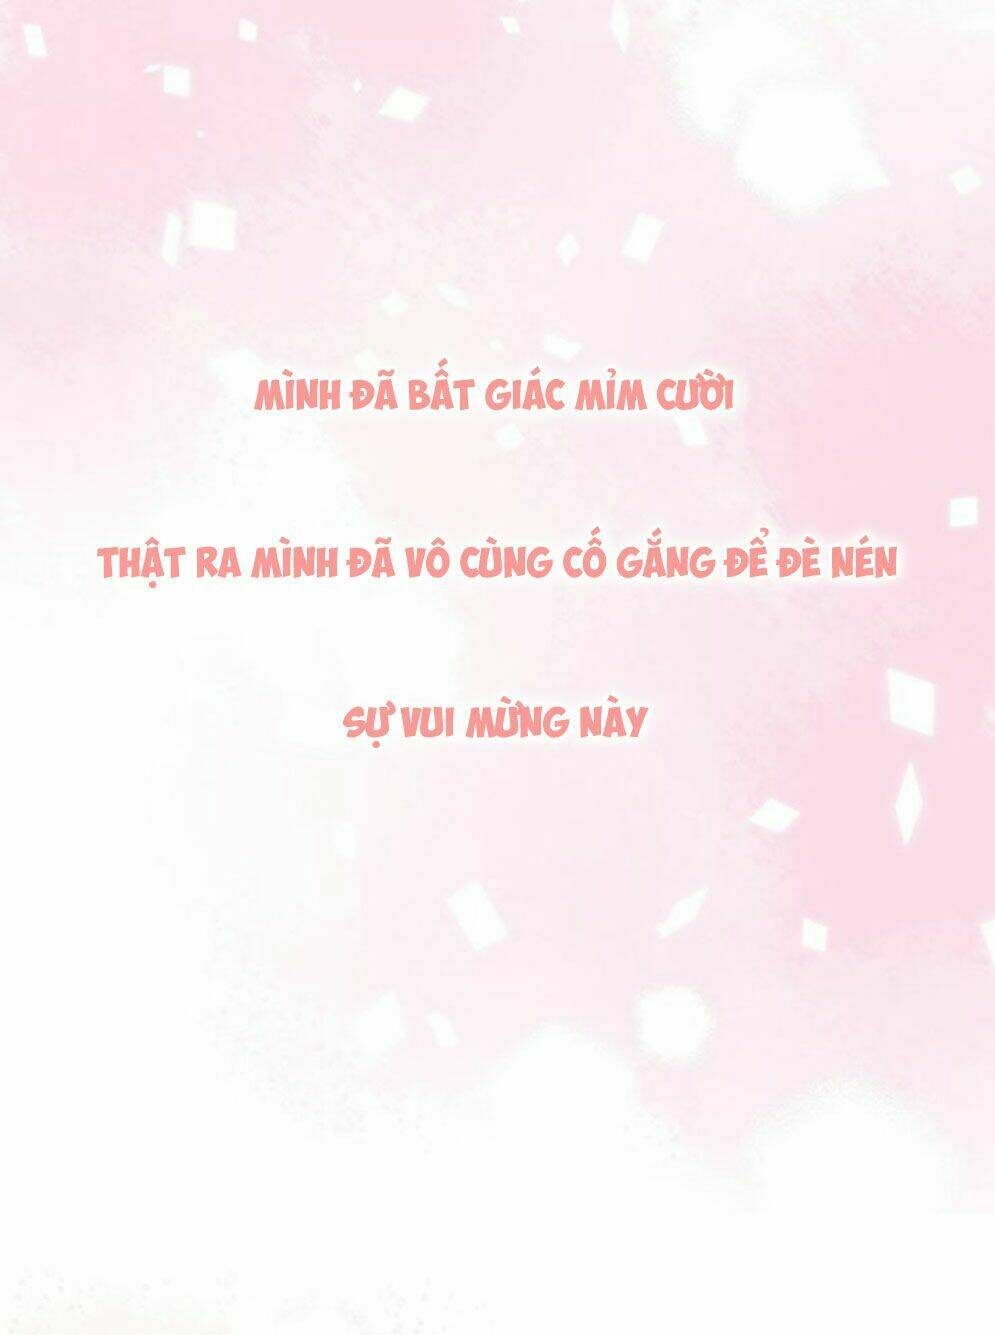 MÌNH ĐÃ BẤT GIÁC MỈM CƯỜI
THẬT RA MÌNH ĐÃ VÔ CÙNG CỐ GẮNG ĐỂ ĐÈ NÉN
SỰ VUI MỪNG NÀY